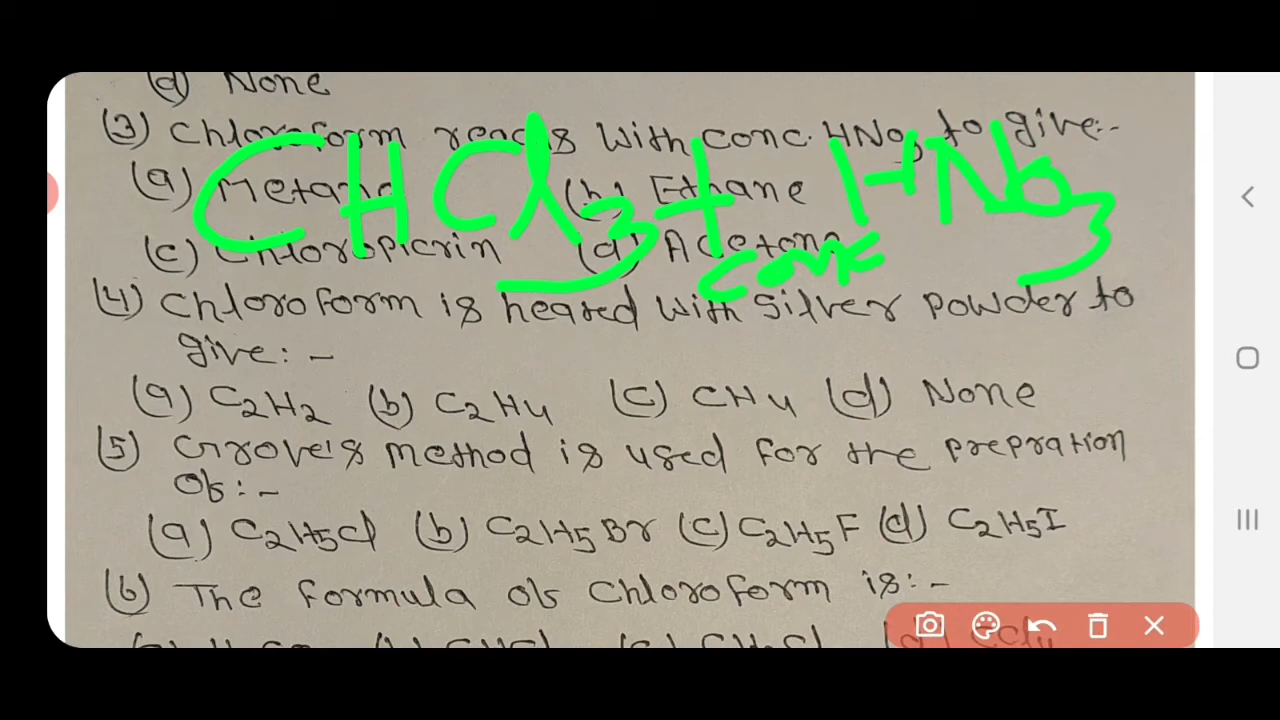 (d) None
(3) Chloroform reacts with conc. HNO3 to give:-
CHCl3 + HNO3
conc
(a) Metane (b) Ethane
(c) Chloropicrin (d) Acetone
(4) Chloroform is heated with silver powder to
give:-
(a) C2H2 (b) C2H4 (c) CH4 (d) None
(5) Grove's method is used for the prepration
of:-
(a) C2H5Cl (b) C2H5Br (c) C2H5F (d) C2H5I
(6) The formula of chloroform is:-